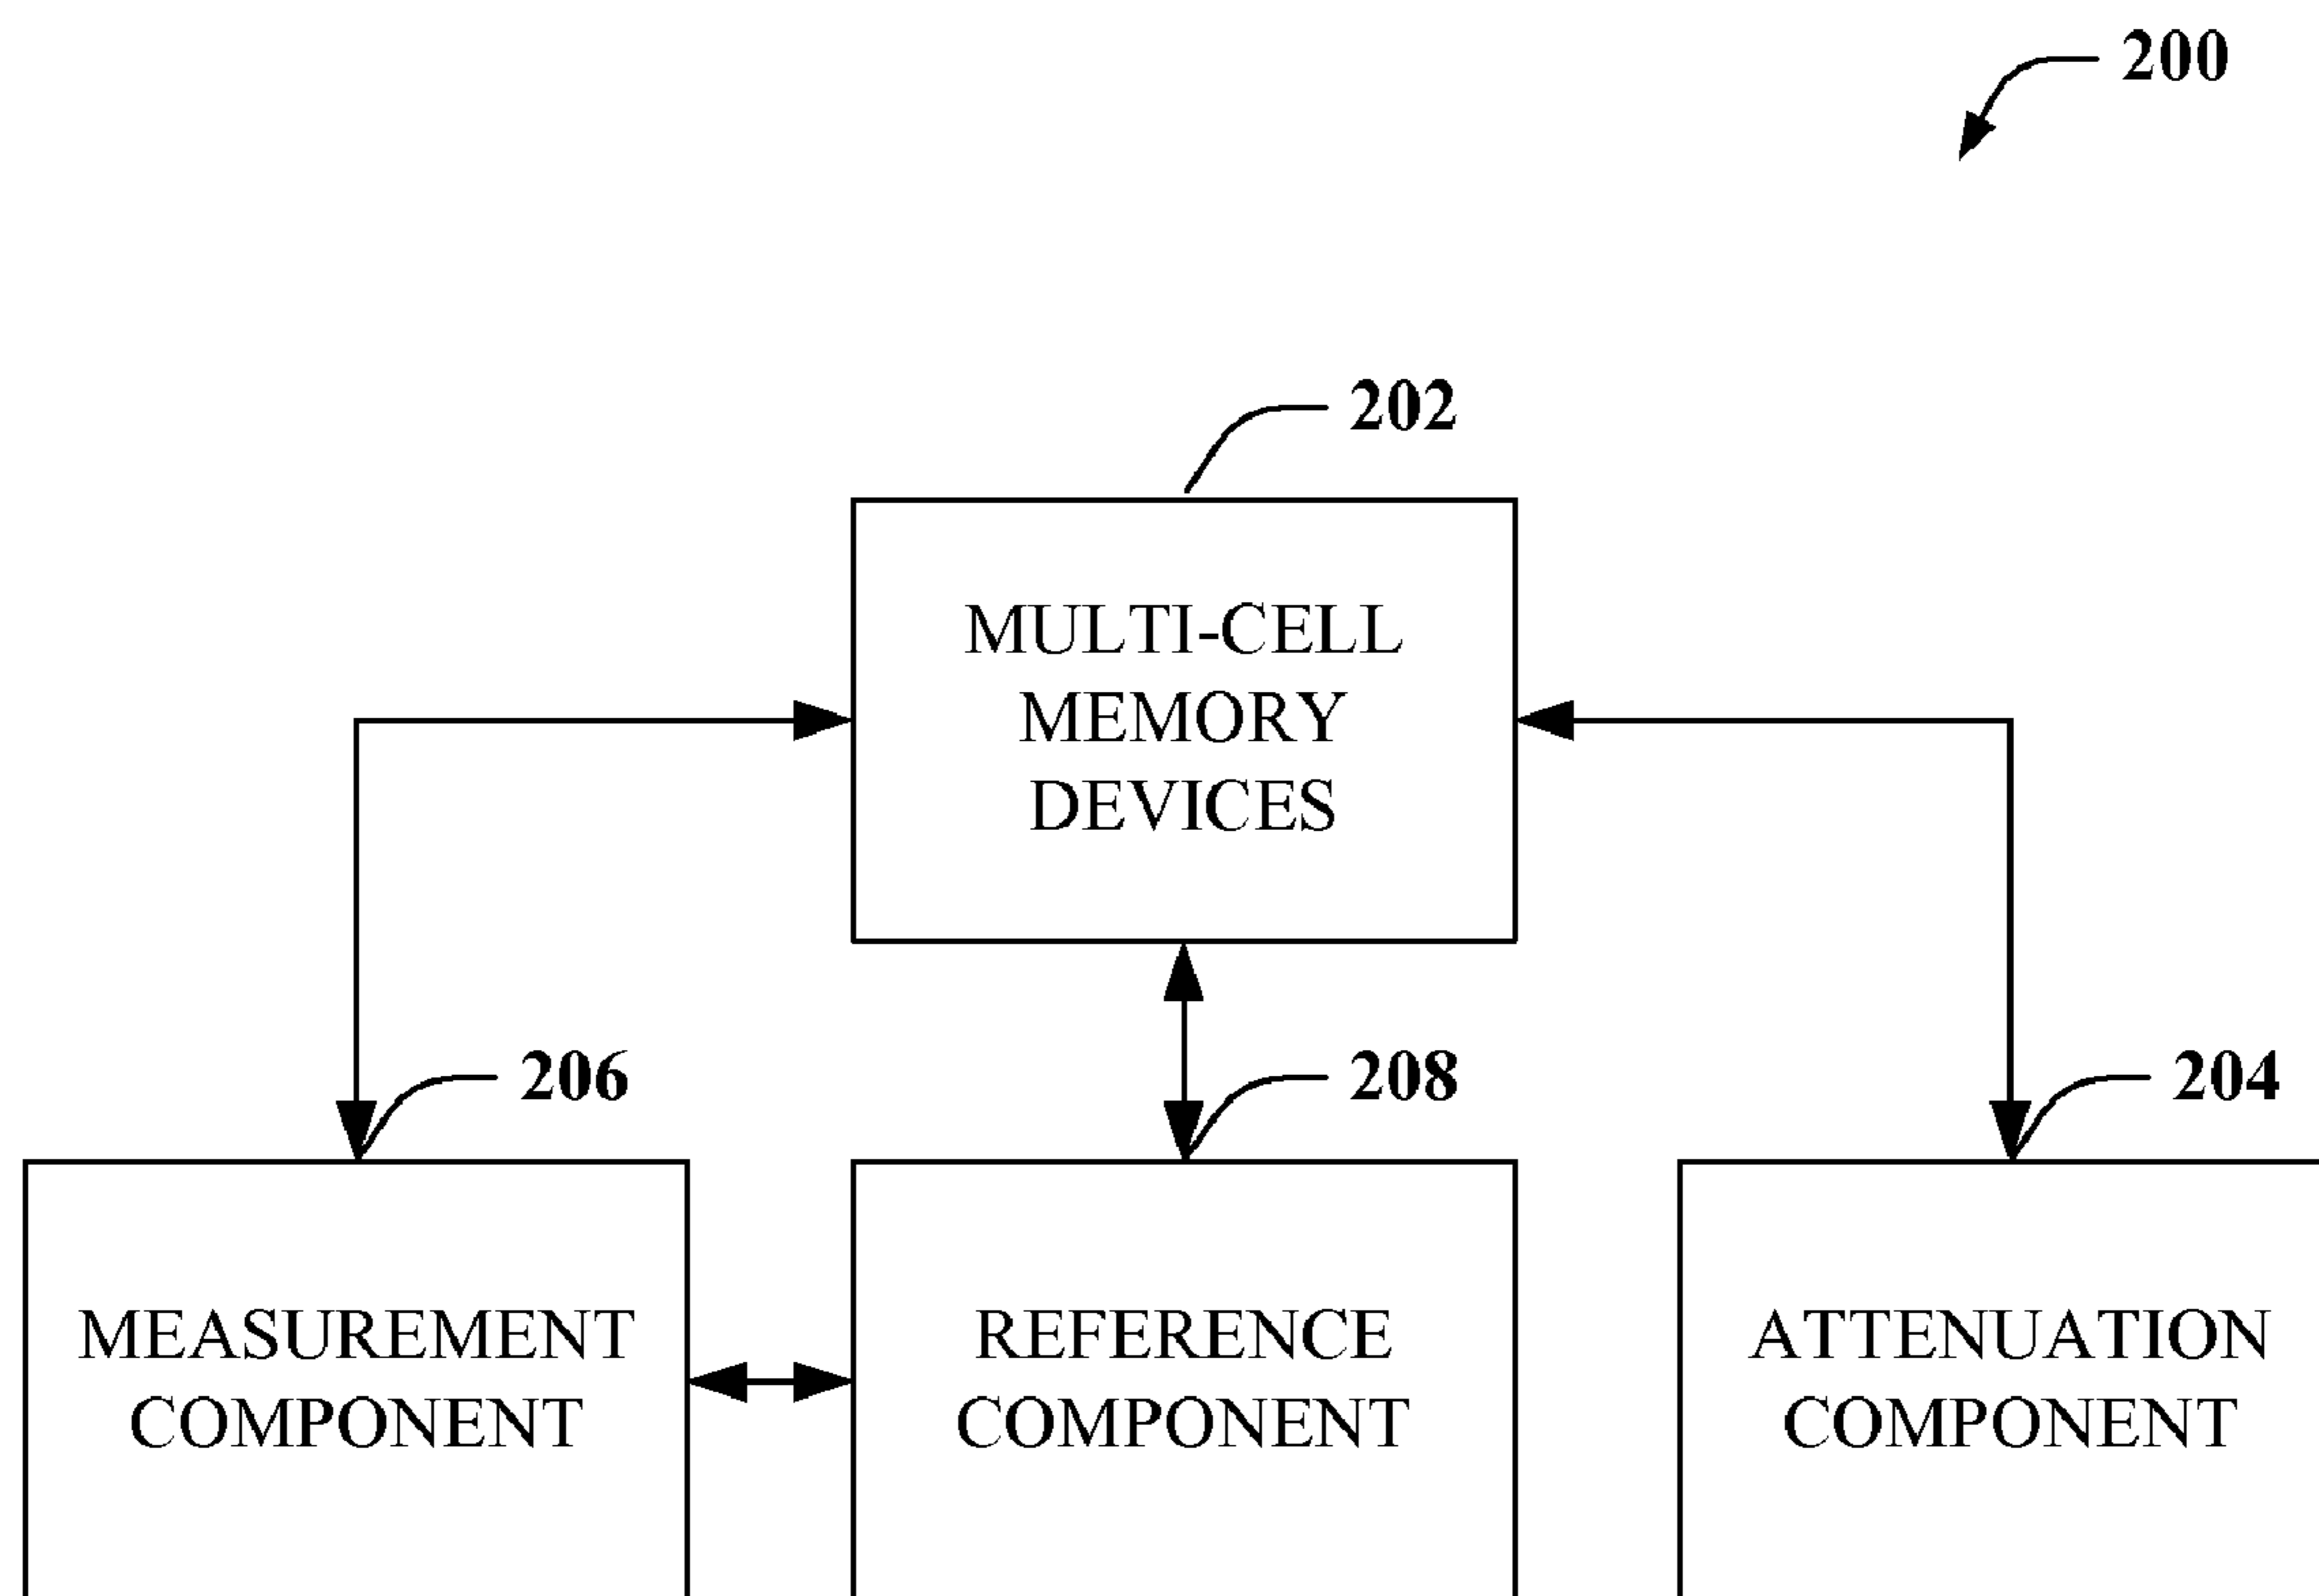 200
202
MULTI-CELL
MEMORY
DEVICES
206
208
204
MEASUREMENT
COMPONENT
REFERENCE
COMPONENT
ATTENUATION
COMPONENT